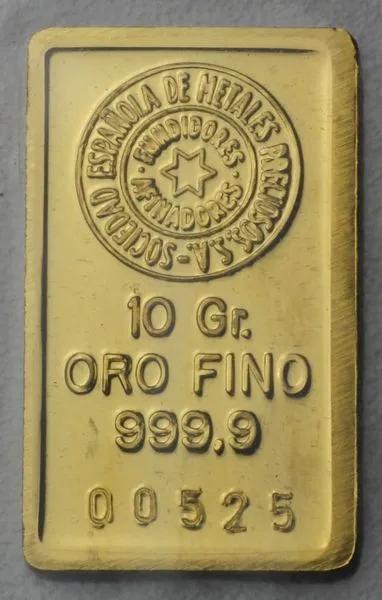 SOCIEDAD ESPAÑOLA DE METALES PRECIOSOS, S.A.-
FUNDIDORES
· AFINADORES ·
10 Gr.
ORO FINO
999.9
00525